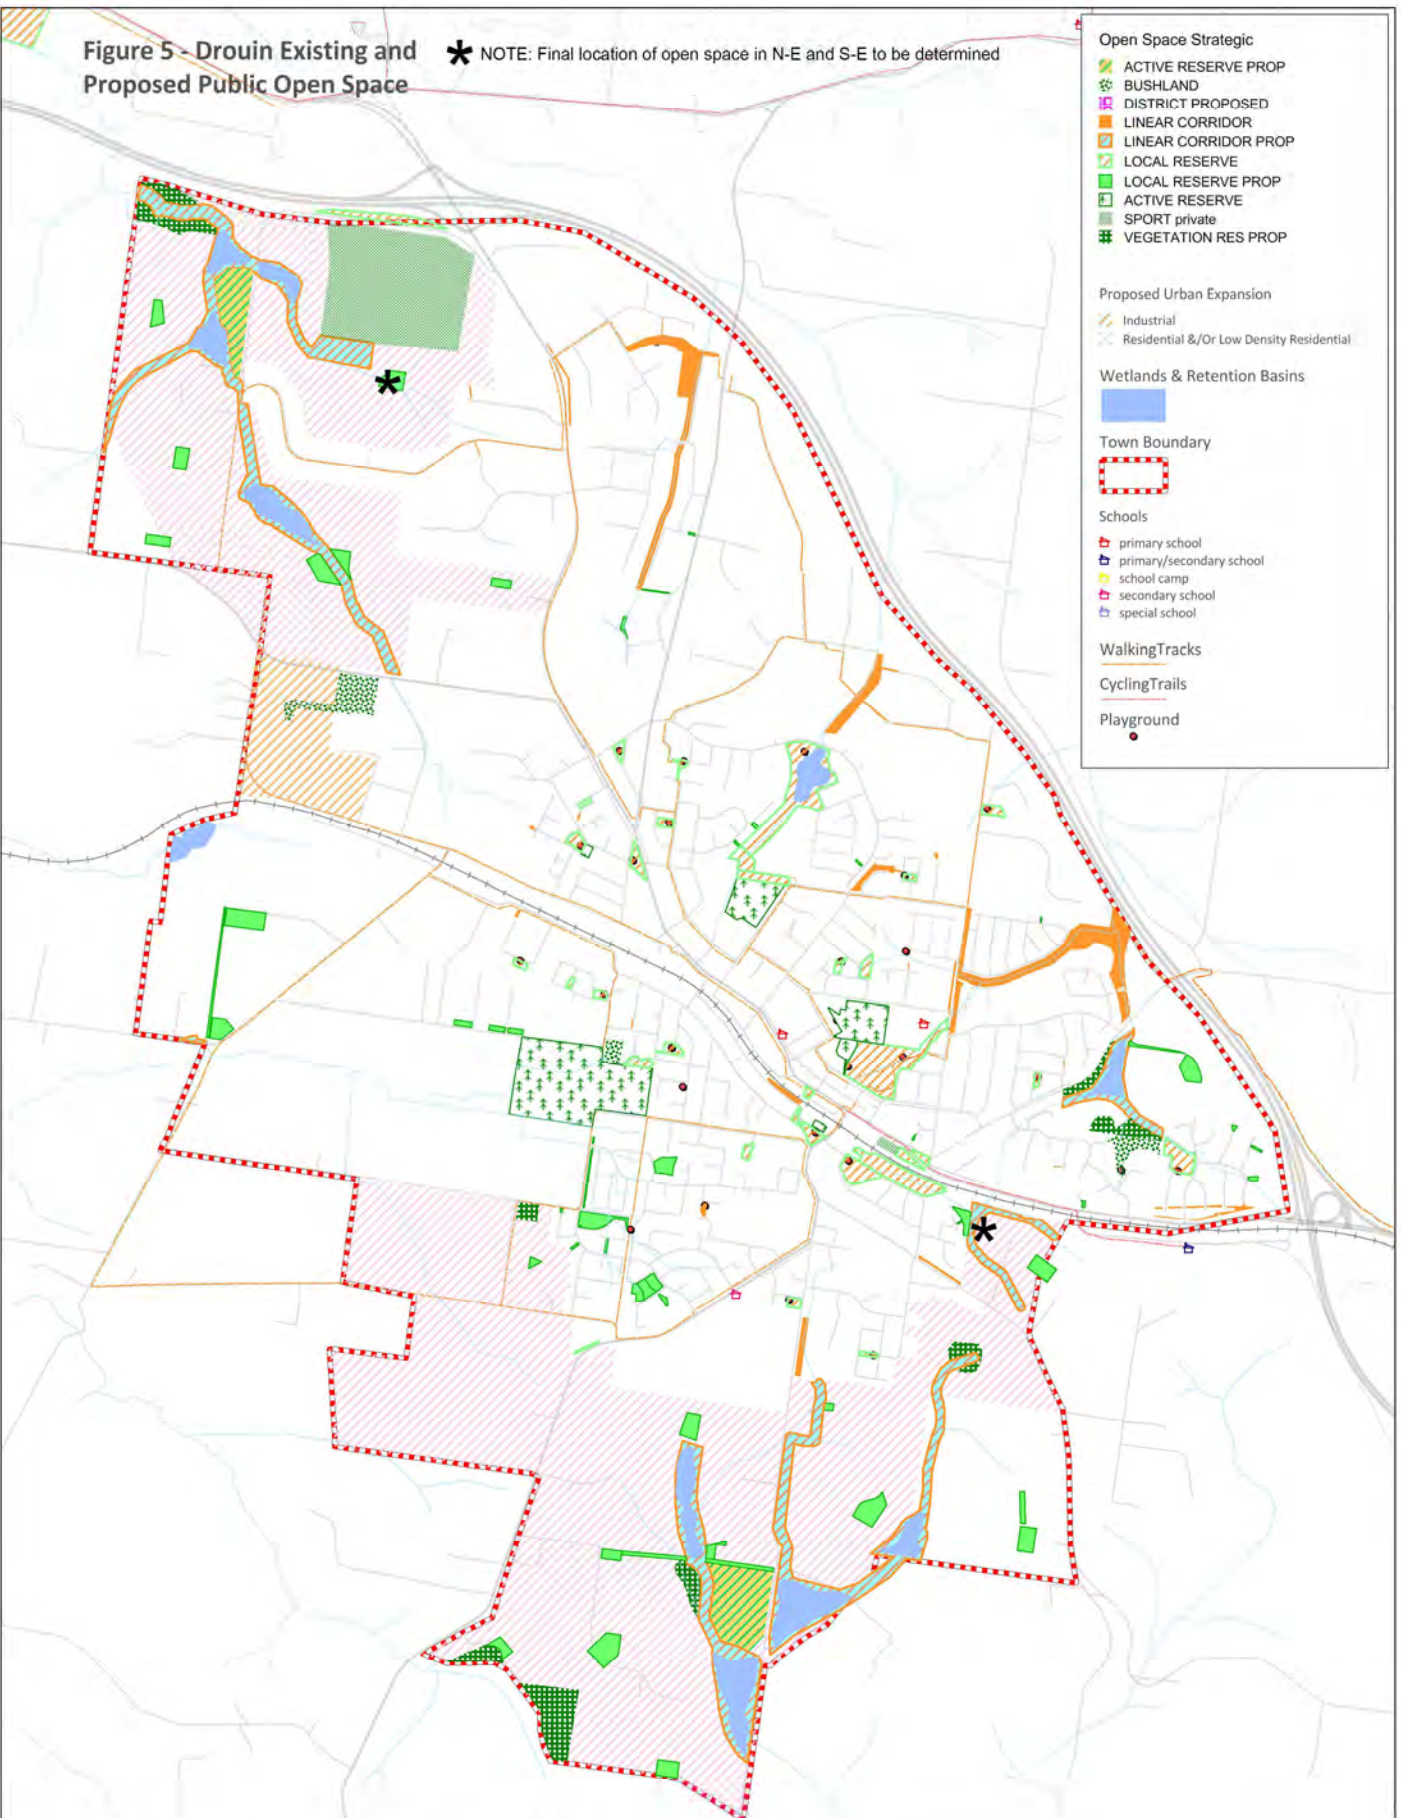 Figure 5 - Drouin Existing and
Proposed Public Open Space
* NOTE: Final location of open space in N-E and S-E to be determined
Open Space Strategic
ACTIVE RESERVE PROP
BUSHLAND
DISTRICT PROPOSED
LINEAR CORRIDOR
LINEAR CORRIDOR PROP
LOCAL RESERVE
LOCAL RESERVE PROP
ACTIVE RESERVE
SPORT private
VEGETATION RES PROP
Proposed Urban Expansion
Industrial
Residential &/Or Low Density Residential
Wetlands & Retention Basins
Town Boundary
Schools
primary school
primary/secondary school
school camp
secondary school
special school
WalkingTracks
CyclingTrails
Playground